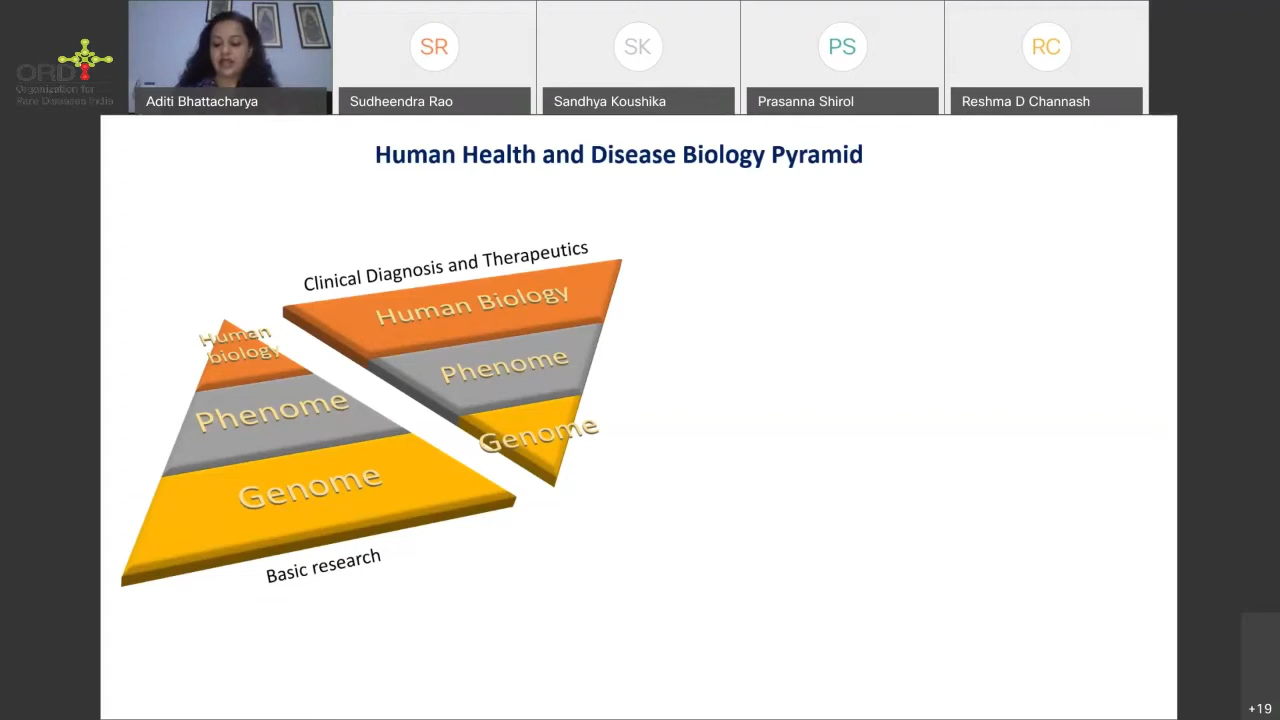 ORDI
Organization for
Rare Diseases India
Aditi Bhattacharya
SR
Sudheendra Rao
SK
Sandhya Koushika
PS
Prasanna Shirol
RC
Reshma D Channash
Human Health and Disease Biology Pyramid
Clinical Diagnosis and Therapeutics
Human Biology
Phenome
Genome
Human
biology
Phenome
Genome
Basic research
+19